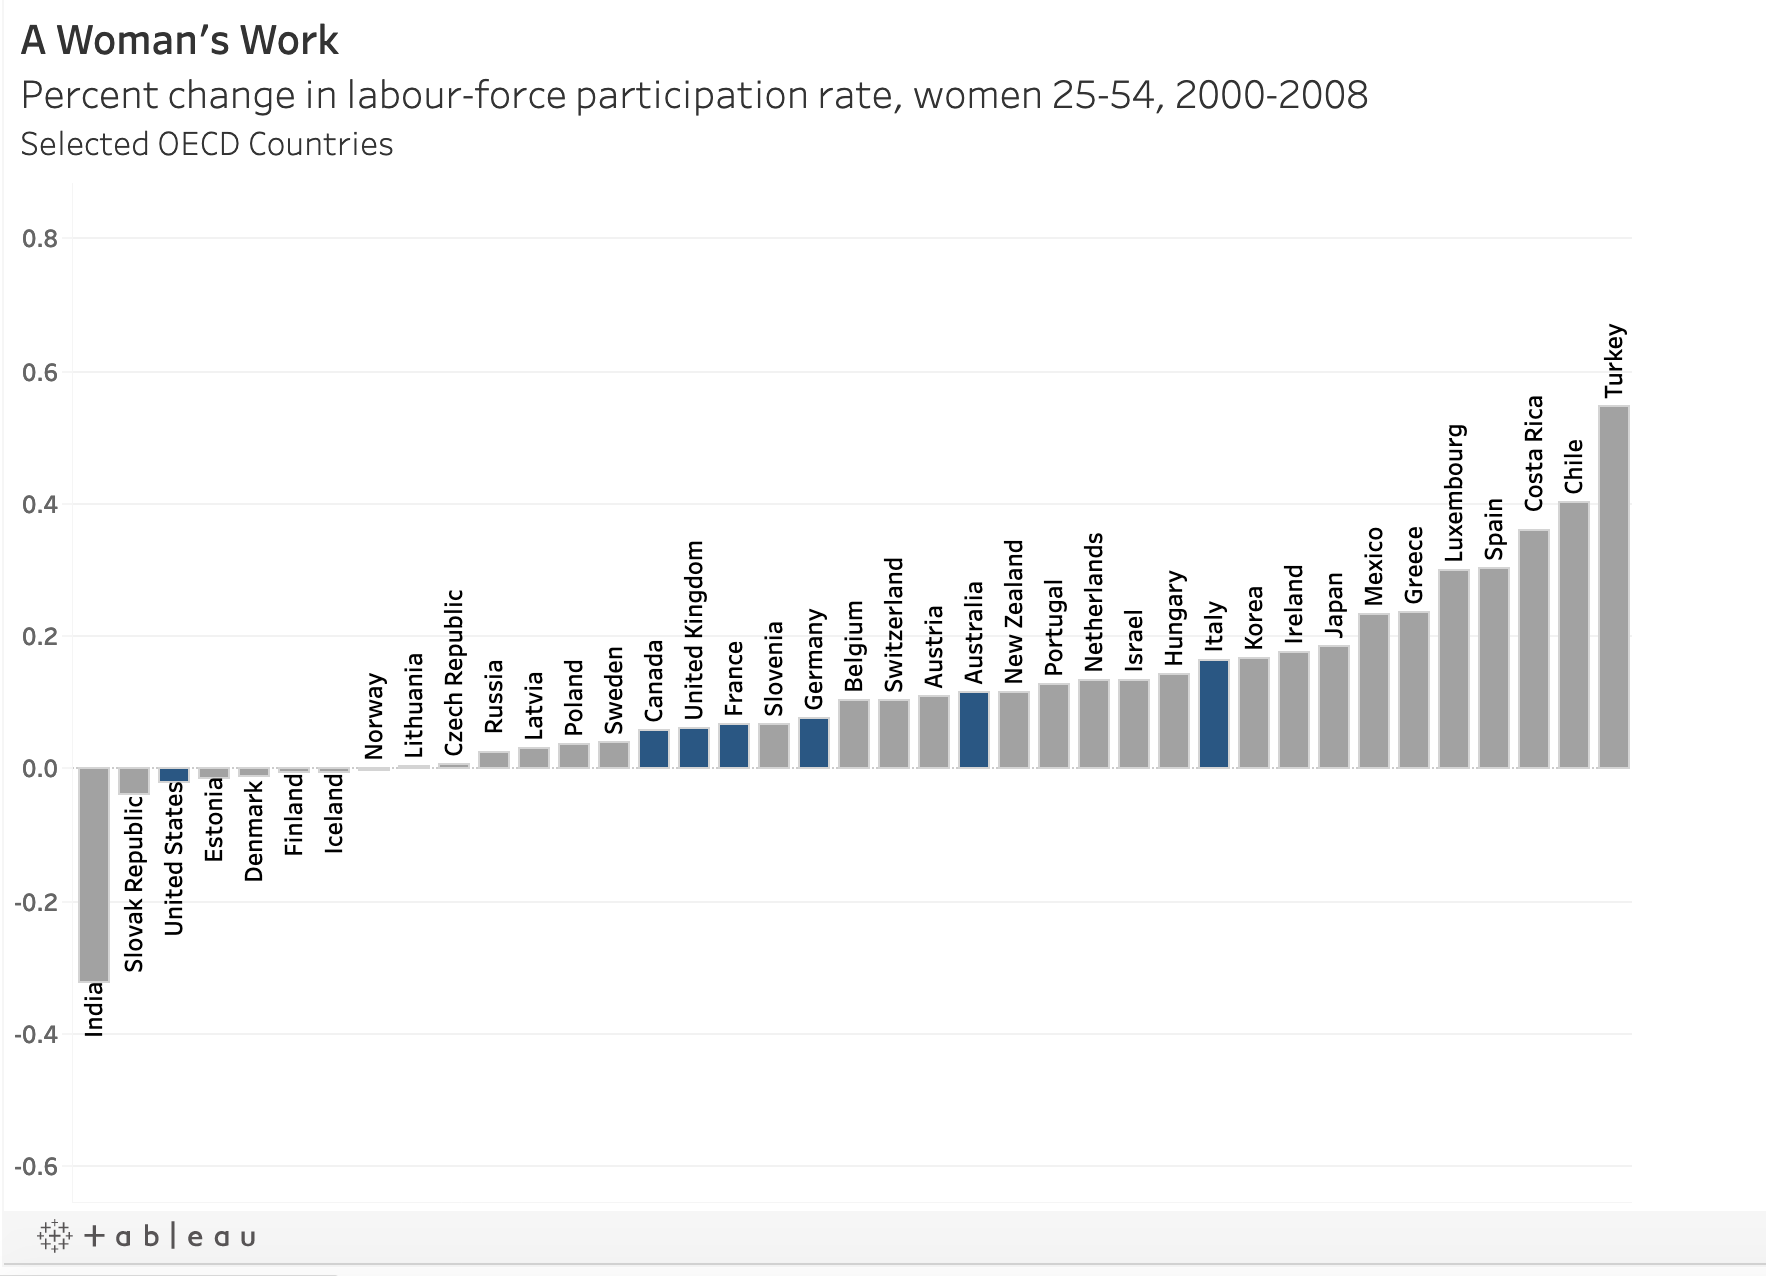 A Woman’s Work
Percent change in labour-force participation rate, women 25-54, 2000-2008
Selected OECD Countries
0.8
0.6
0.4
0.2
0.0
-0.2
-0.4
-0.6
India
Slovak Republic
United States
Estonia
Denmark
Finland
Iceland
Norway
Lithuania
Czech Republic
Russia
Latvia
Poland
Sweden
Canada
United Kingdom
France
Slovenia
Germany
Belgium
Switzerland
Austria
Australia
New Zealand
Portugal
Netherlands
Israel
Hungary
Italy
Korea
Ireland
Japan
Mexico
Greece
Luxembourg
Spain
Costa Rica
Chile
Turkey
+ a b | e a u